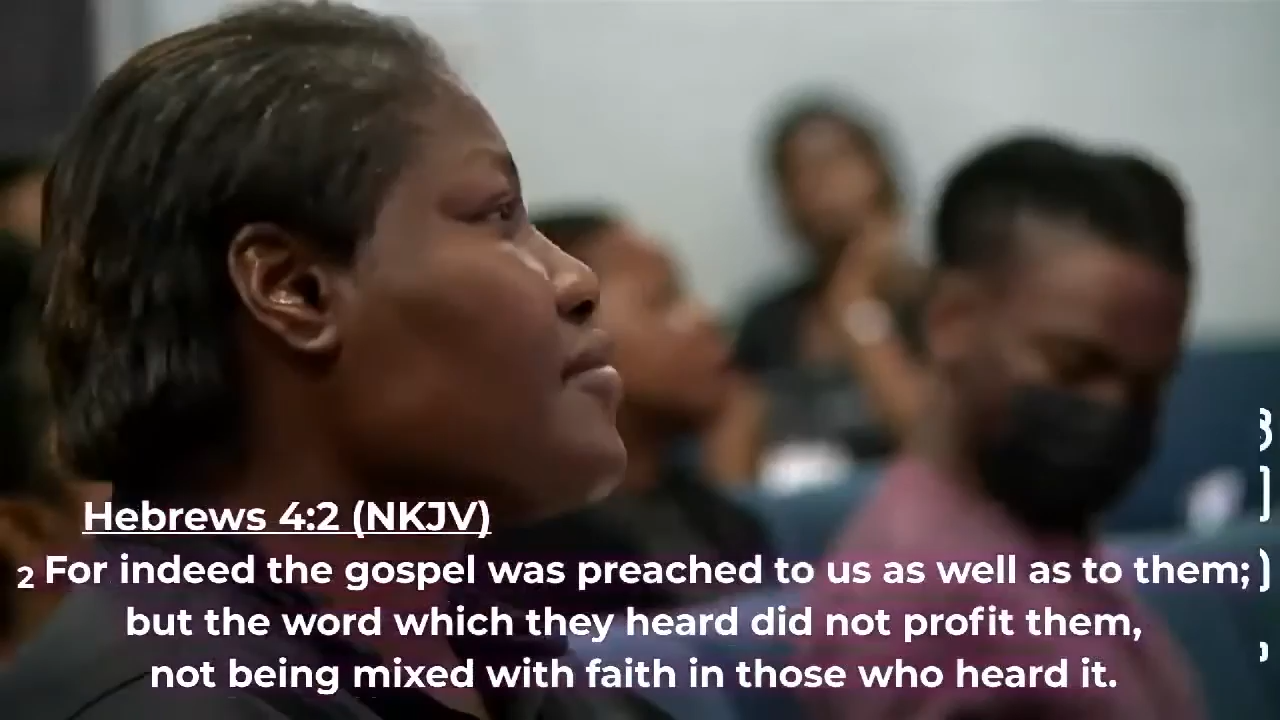 Hebrews 4:2 (NKJV)
2 For indeed the gospel was preached to us as well as to them;
but the word which they heard did not profit them,
not being mixed with faith in those who heard it.